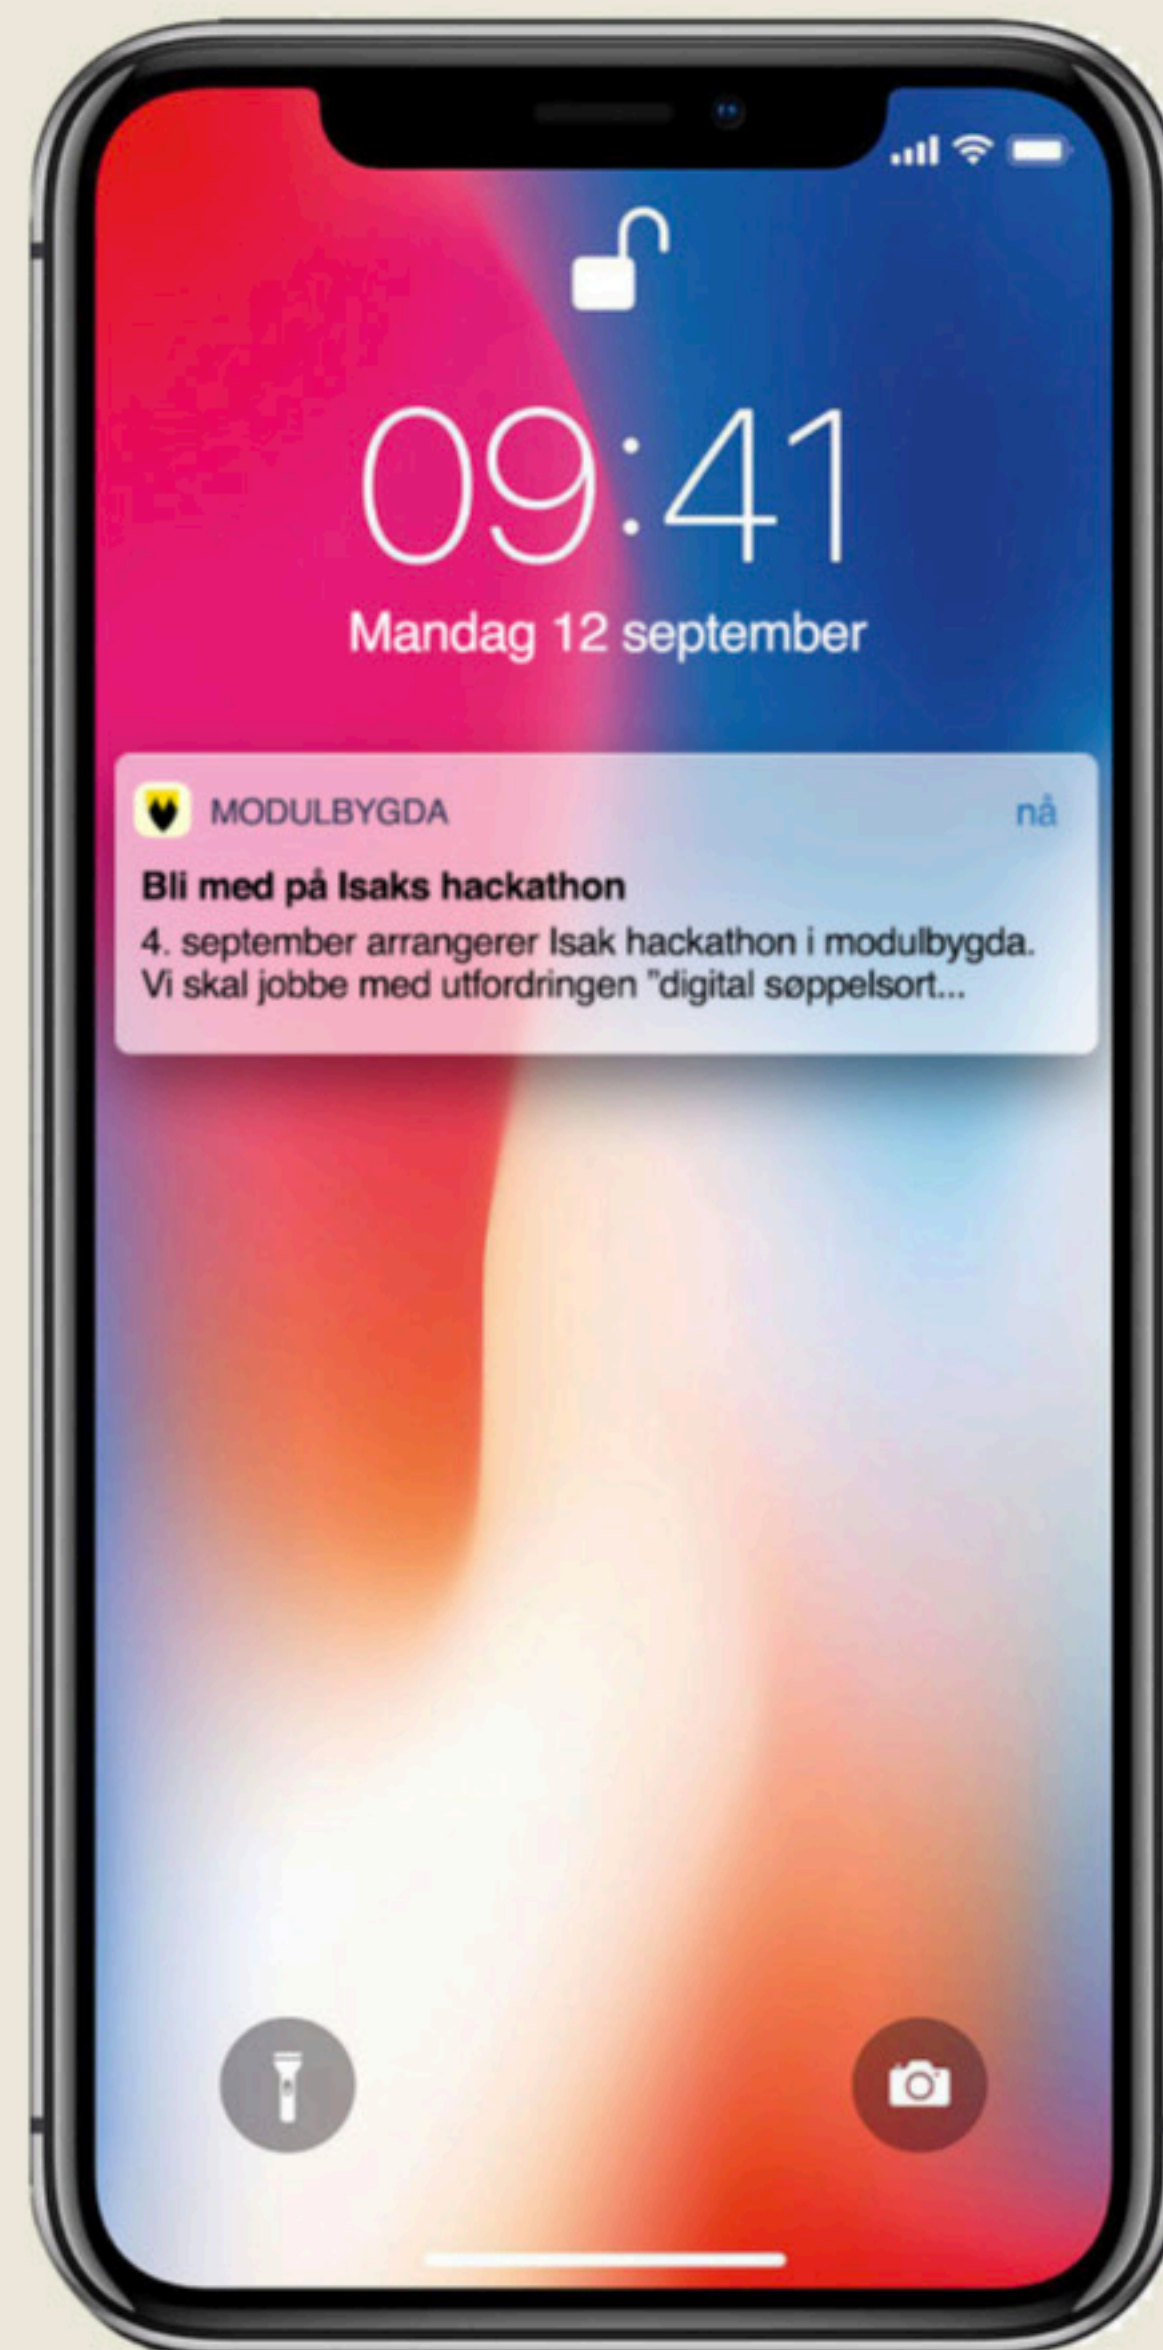 09:41
Mandag 12 september
MODULBYGDA
nå
Bli med på Isaks hackathon
4. september arrangerer Isak hackathon i modulbygda.
Vi skal jobbe med utfordringen "digital søppelsort...